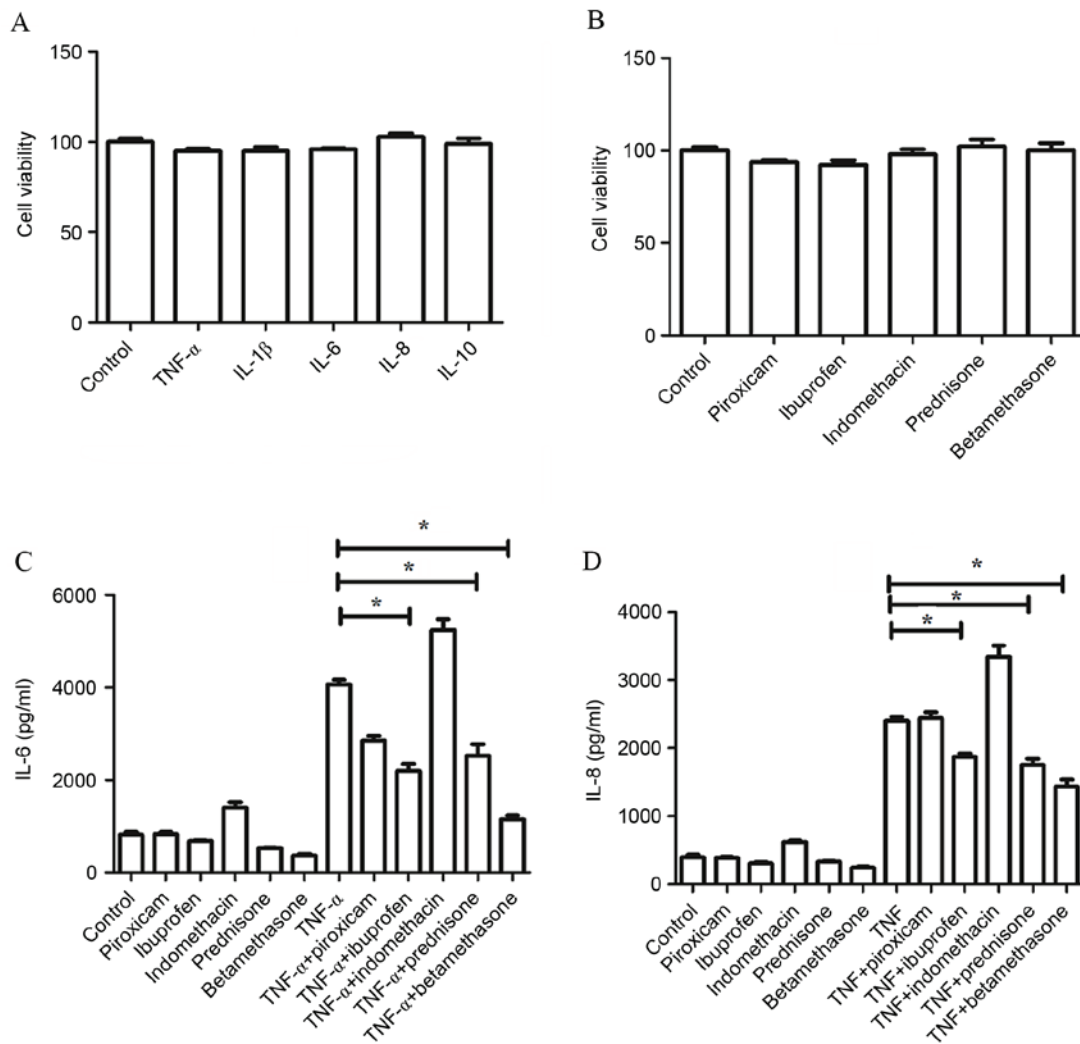 A
150
100
50
0
Cell viability
Control
TNF-α
IL-1β
IL-6
IL-8
IL-10
B
150
100
50
0
Cell viability
Control
Piroxicam
Ibuprofen
Indomethacin
Prednisone
Betamethasone
C
*
*
*
6000
4000
2000
0
IL-6 (pg/ml)
Control
Piroxicam
Ibuprofen
Indomethacin
Prednisone
Betamethasone
TNF-α
TNF-α+piroxicam
TNF-α+ibuprofen
TNF-α+indomethacin
TNF-α+prednisone
TNF-α+betamethasone
D
*
*
*
4000
3000
2000
1000
0
IL-8 (pg/ml)
Control
Piroxicam
Ibuprofen
Indomethacin
Prednisone
Betamethasone
TNF
TNF+piroxicam
TNF+ibuprofen
TNF+indomethacin
TNF+prednisone
TNF+betamethasone